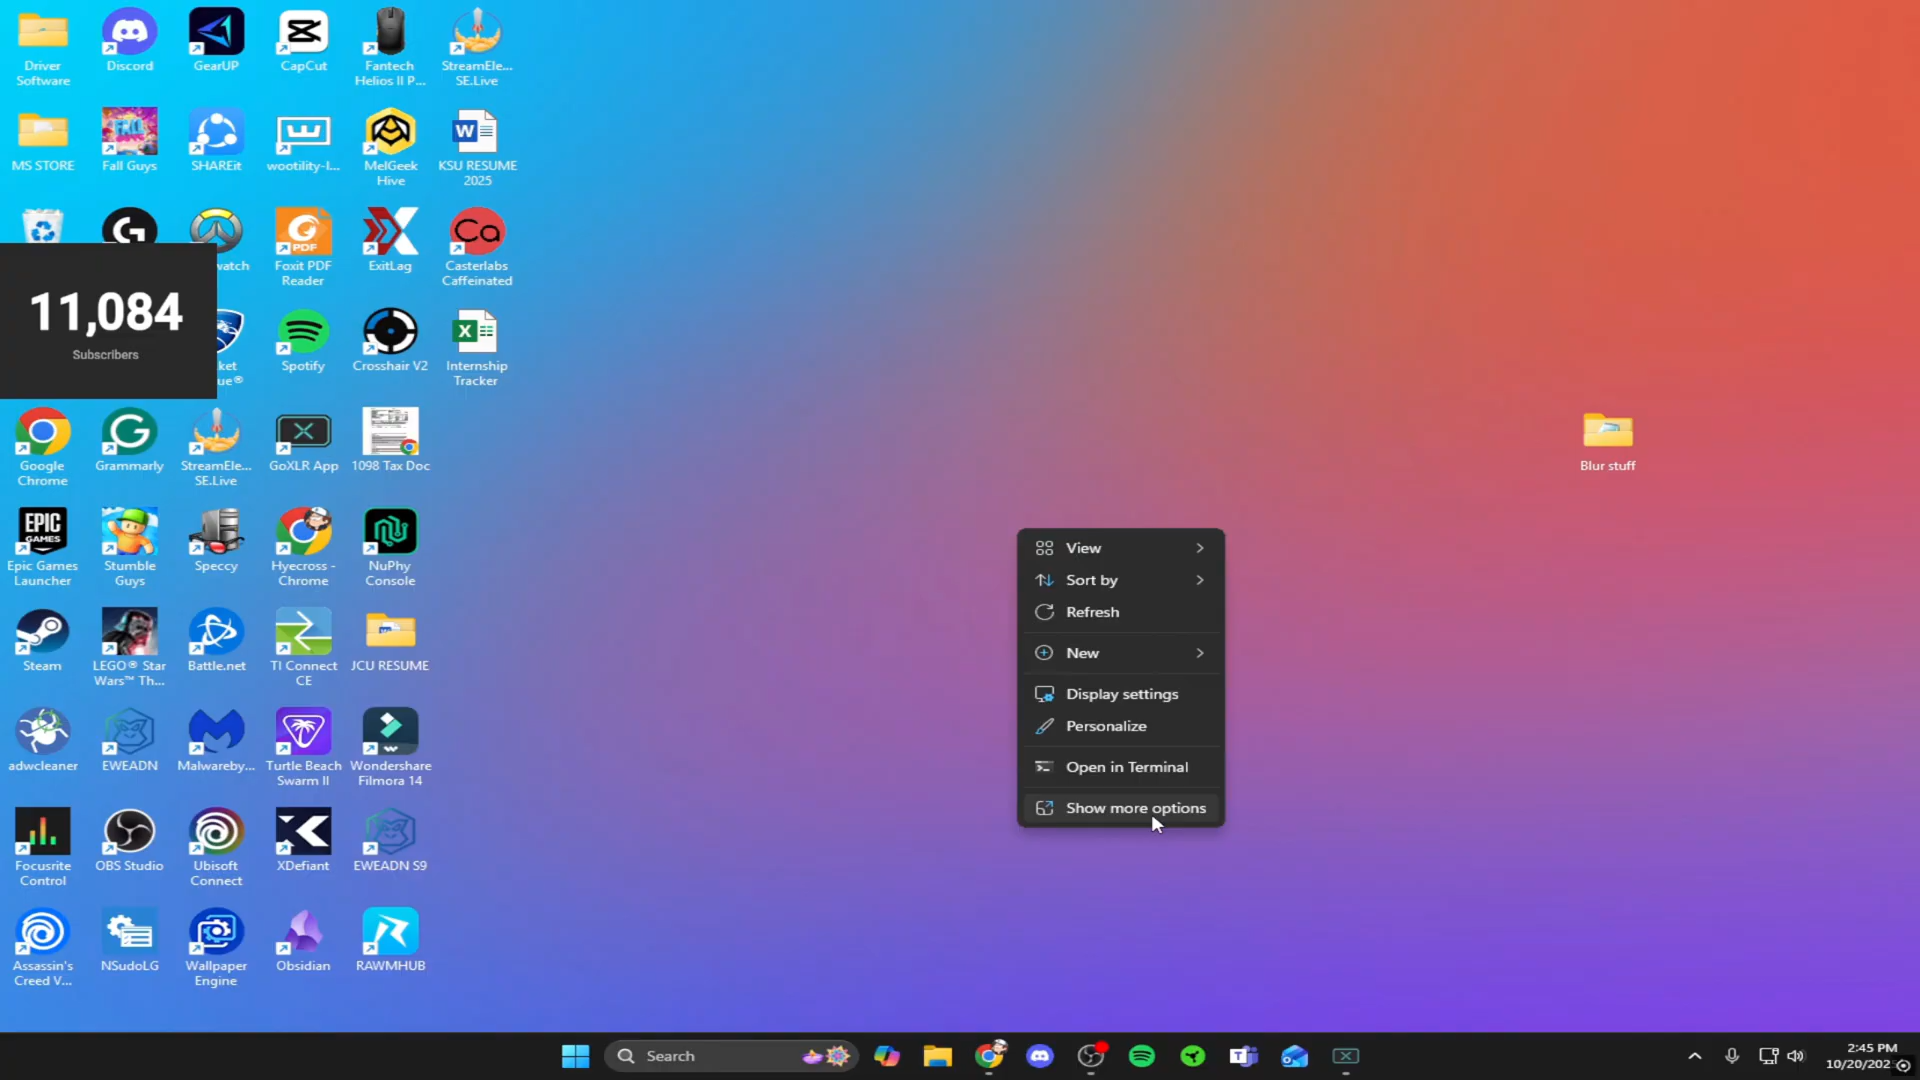 Driver
Software
Discord
GearUP
CapCut
Fantech
Helios II P...
StreamEle...
SE.Live
MS STORE
Fall Guys
SHAREit
wootility-l...
MelGeek
Hive
KSU RESUME
2025
watch
Foxit PDF
Reader
ExitLag
Casterlabs
Caffeinated
11,084
Subscribers
ket
ue®
Spotify
Crosshair V2
Internship
Tracker
Google
Chrome
Grammarly
StreamEle...
SE.Live
GoXLR App
1098 Tax Doc
Blur stuff
Epic Games
Launcher
Stumble
Guys
Speccy
Hyecross -
Chrome
NuPhy
Console
Steam
LEGO® Star
Wars™ Th...
Battle.net
TI Connect
CE
JCU RESUME
adwcleaner
EWEADN
Malwareby...
Turtle Beach
Swarm II
Wondershare
Filmora 14
Focusrite
Control
OBS Studio
Ubisoft
Connect
XDefiant
EWEADN S9
Assassin's
Creed V...
NSudoLG
Wallpaper
Engine
Obsidian
RAWMHUB
View
Sort by
Refresh
New
Display settings
Personalize
Open in Terminal
Show more options
Search
2:45 PM
10/20/202